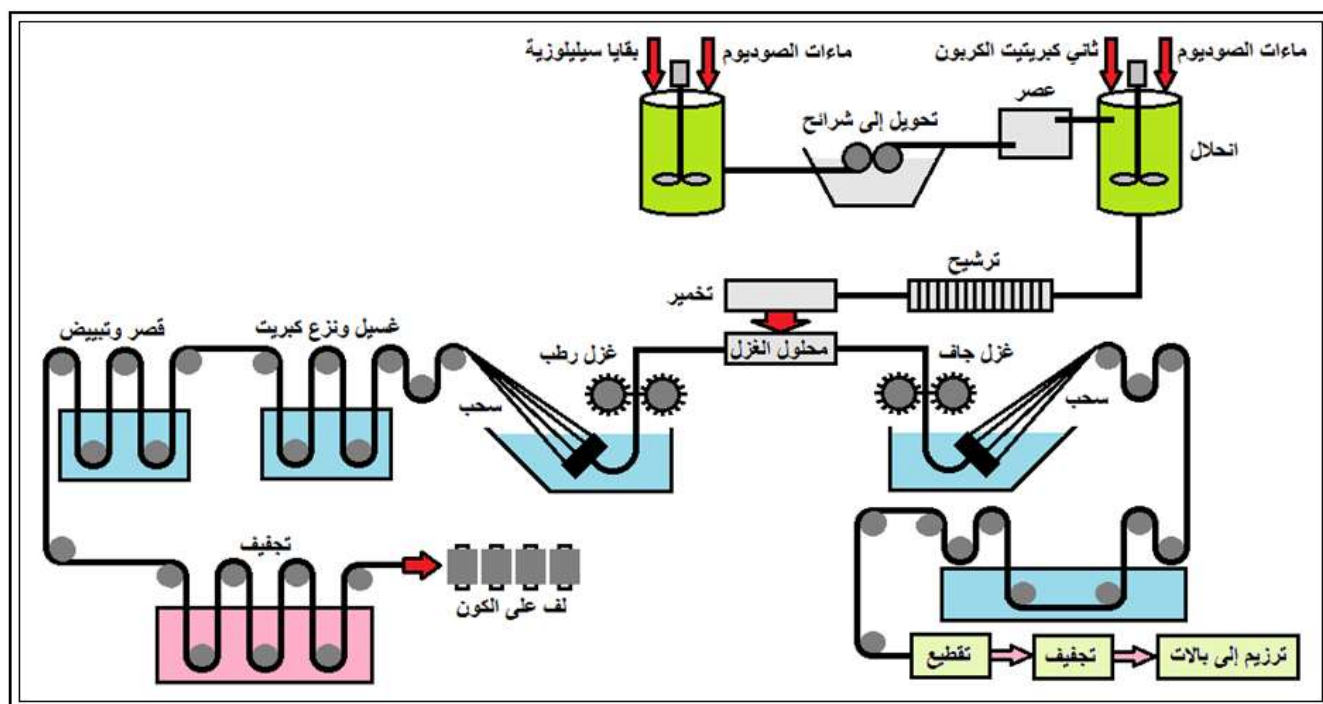 ماءات الصوديوم
ثاني كبريتيت الكربون
ماءات الصوديوم
بقايا سيليلوزية
عصر
تحويل إلى شرائح
انحلال
ترشيح
تخمير
محلول الغزل
غزل جاف
غزل رطب
غسيل ونزع كبريت
قصر وتبييض
سحب
سحب
تجفيف
لف على الكون
تقطيع
تجفيف
ترزيم إلى بالات